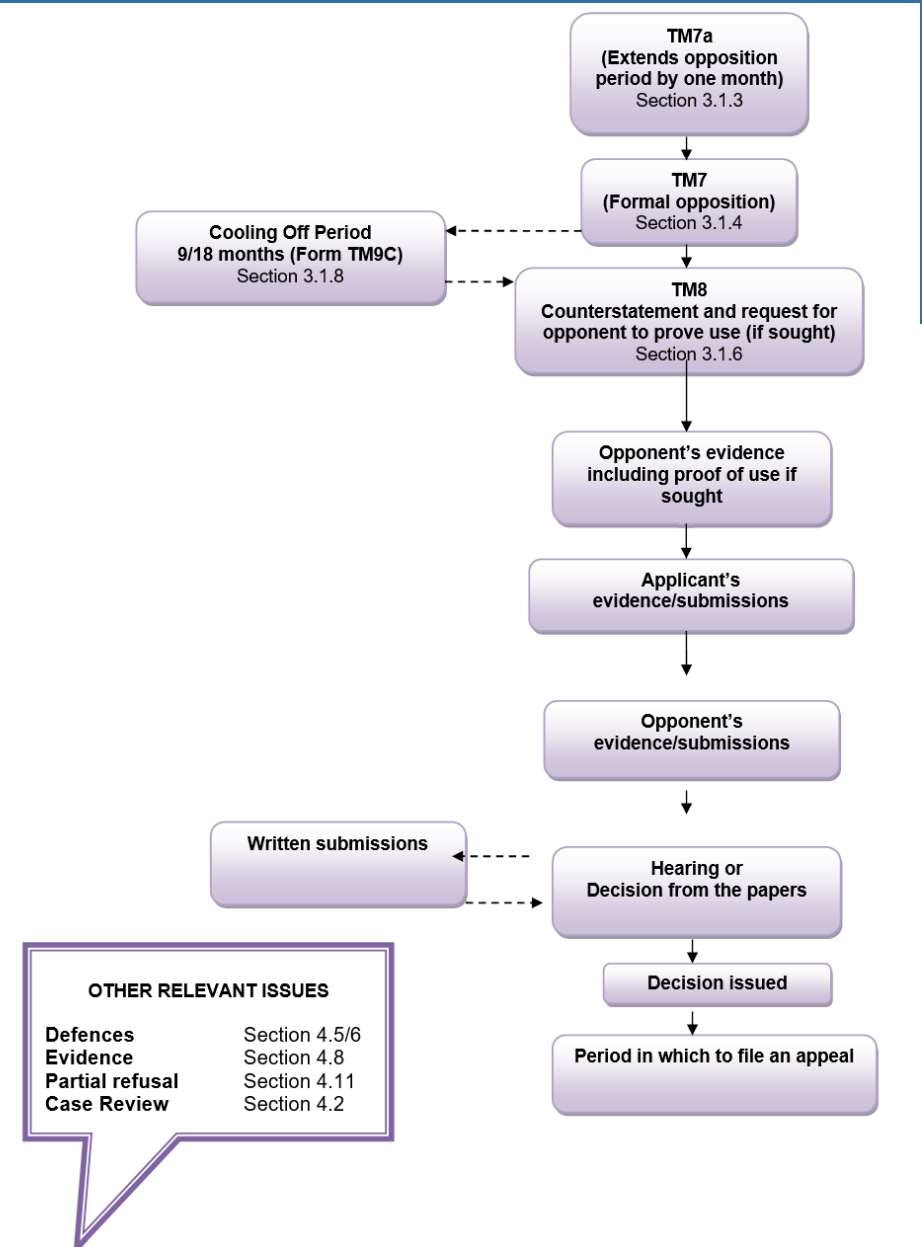 TM7a
(Extends opposition
period by one month)
Section 3.1.3
TM7
(Formal opposition)
Section 3.1.4
Cooling Off Period
9/18 months (Form TM9C)
Section 3.1.8
TM8
Counterstatement and request for
opponent to prove use (if sought)
Section 3.1.6
Opponent’s evidence
including proof of use if
sought
Applicant’s
evidence/submissions
Opponent’s
evidence/submissions
Written submissions
Hearing or
Decision from the papers
Decision issued
Period in which to file an appeal
OTHER RELEVANT ISSUES
Defences Section 4.5/6
Evidence Section 4.8
Partial refusal Section 4.11
Case Review Section 4.2